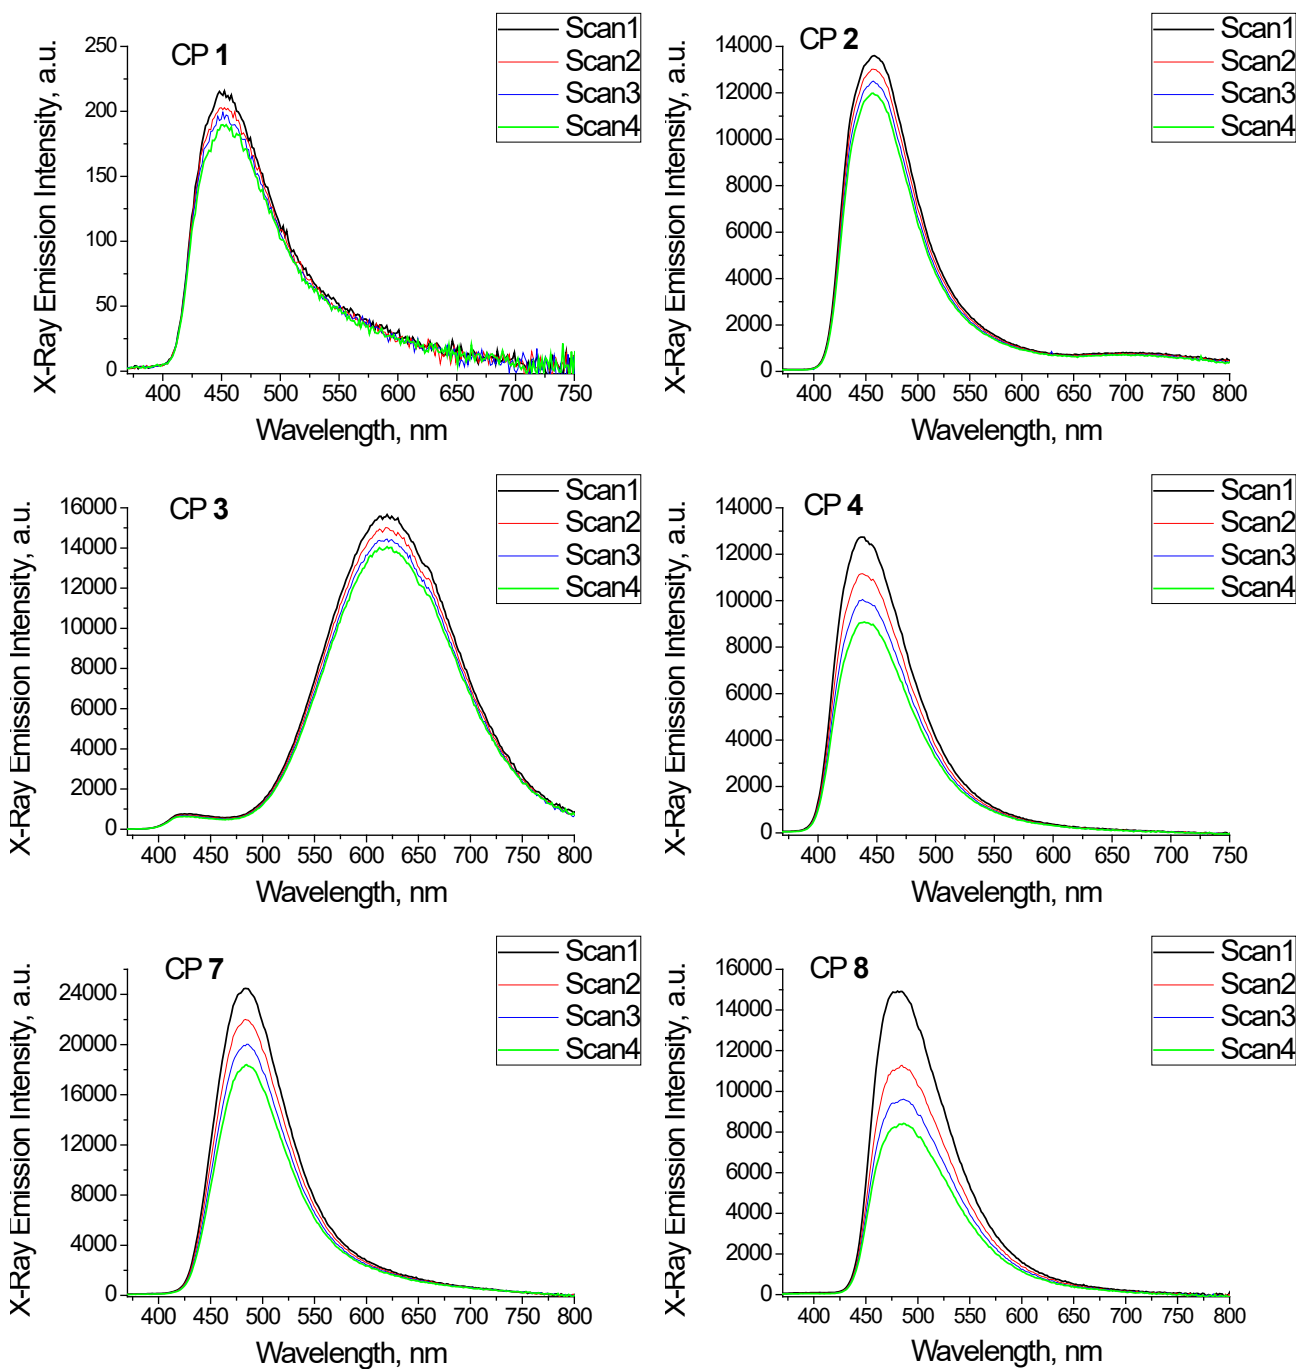 CP 1
Scan1
Scan2
Scan3
Scan4
250
200
150
100
50
0
X-Ray Emission Intensity, a.u.
400 450 500 550 600 650 700 750
Wavelength, nm
CP 2
Scan1
Scan2
Scan3
Scan4
14000
12000
10000
8000
6000
4000
2000
0
X-Ray Emission Intensity, a.u.
400 450 500 550 600 650 700 750 800
Wavelength, nm
CP 3
Scan1
Scan2
Scan3
Scan4
16000
14000
12000
10000
8000
6000
4000
2000
0
X-Ray Emission Intensity, a.u.
400 450 500 550 600 650 700 750 800
Wavelength, nm
CP 4
Scan1
Scan2
Scan3
Scan4
14000
12000
10000
8000
6000
4000
2000
0
X-Ray Emission Intensity, a.u.
400 450 500 550 600 650 700 750
Wavelength, nm
CP 7
Scan1
Scan2
Scan3
Scan4
24000
20000
16000
12000
8000
4000
0
X-Ray Emission Intensity, a.u.
400 450 500 550 600 650 700 750 800
Wavelength, nm
CP 8
Scan1
Scan2
Scan3
Scan4
16000
14000
12000
10000
8000
6000
4000
2000
0
X-Ray Emission Intensity, a.u.
400 450 500 550 600 650 700 750 800
Wavelength, nm